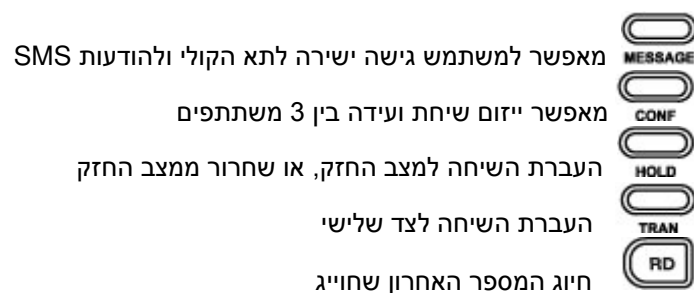 מאפשר למשתמש גישה ישירה לתא הקולי ולהודעות SMS
MESSAGE
מאפשר ייזום שיחת ועידה בין 3 משתתפים
CONF
העברת השיחה למצב החזק, או שחרור ממצב החזק
HOLD
העברת השיחה לצד שלישי
TRAN
RD
חיוג המספר האחרון שחוייג